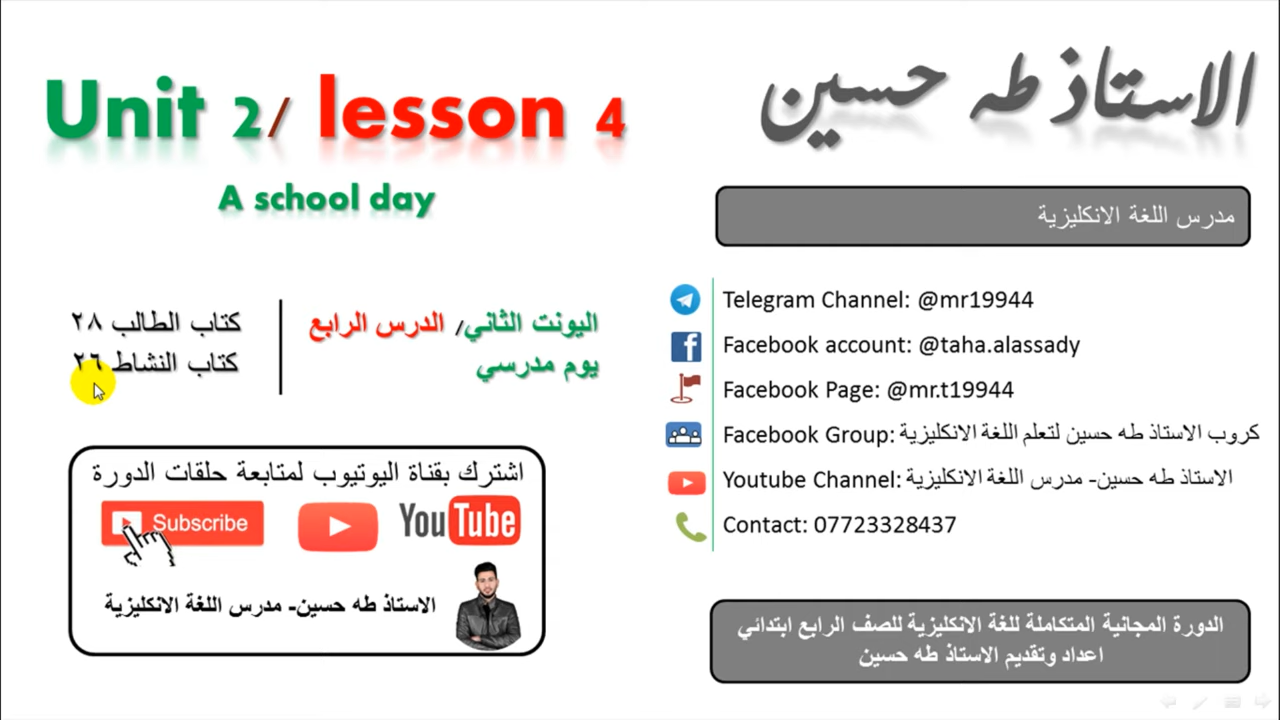 Unit 2/ lesson 4
A school day
اليونت الثاني/ الدرس الرابع
يوم مدرسي
كتاب الطالب ٢٨
كتاب النشاط ٢٦
اشترك بقناة اليوتيوب لمتابعة حلقات الدورة
Subscribe
YouTube
الاستاذ طه حسين- مدرس اللغة الانكليزية
الاستاذ طه حسين
مدرس اللغة الانكليزية
Telegram Channel: @mr19944
Facebook account: @taha.alassady
Facebook Page: @mr.t19944
Facebook Group: كروب الاستاذ طه حسين لتعلم اللغة الانكليزية
Youtube Channel: الاستاذ طه حسين- مدرس اللغة الانكليزية
Contact: 07723328437
الدورة المجانية المتكاملة للغة الانكليزية للصف الرابع ابتدائي
اعداد وتقديم الاستاذ طه حسين